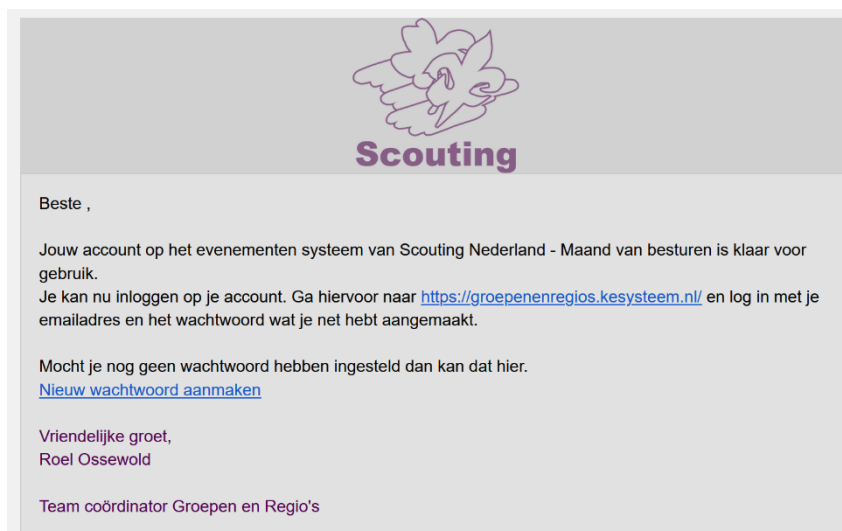 Scouting
Beste ,
Jouw account op het evenementen systeem van Scouting Nederland - Maand van besturen is klaar voor
gebruik.
Je kan nu inloggen op je account. Ga hiervoor naar https://groepenenregios.kesysteem.nl/ en log in met je
emailadres en het wachtwoord wat je net hebt aangemaakt.
Mocht je nog geen wachtwoord hebben ingesteld dan kan dat hier.
Nieuw wachtwoord aanmaken
Vriendelijke groet,
Roel Ossewold
Team coördinator Groepen en Regio's